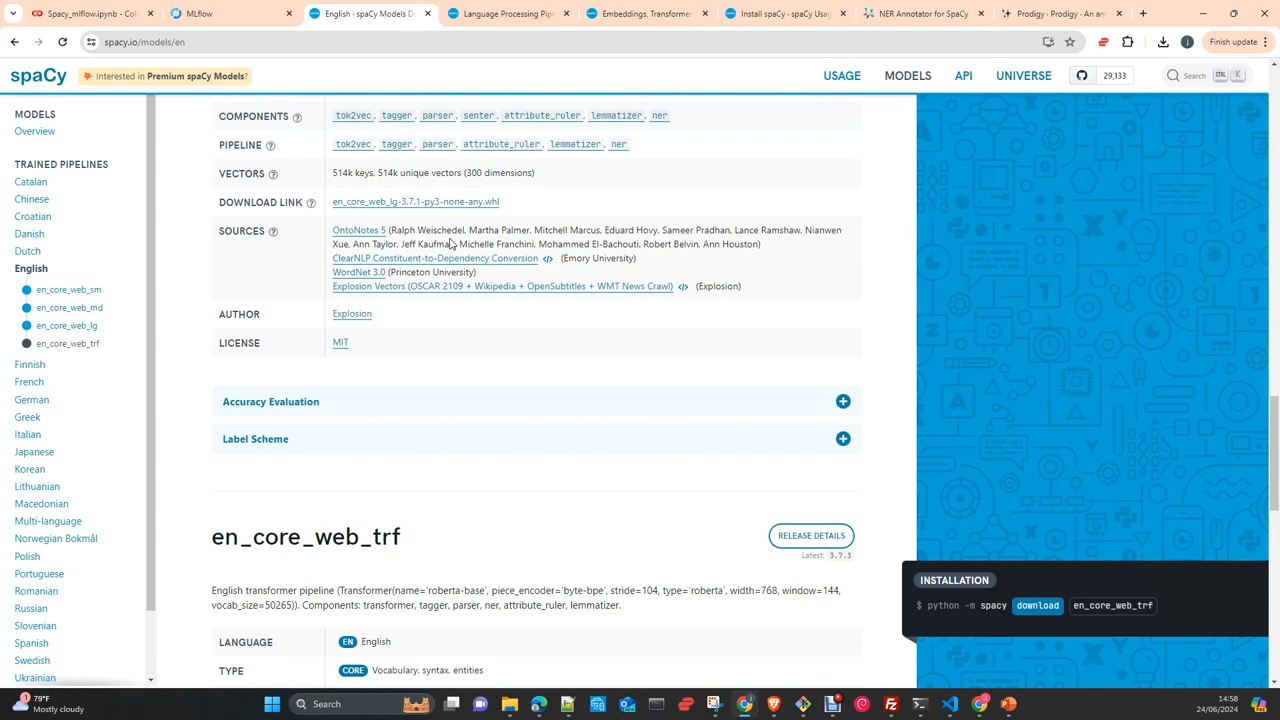 Spacy_mlflow.ipynb - Col
MLflow
English · spaCy Models Do
Language Processing Pip
Embeddings, Transformer
Install spaCy · spaCy Usag
NER Annotator for SpaCy
Prodigy · Prodigy · An an
spacy.io/models/en
Finish update
spaCy
Interested in Premium spaCy Models?
USAGE
MODELS
API
UNIVERSE
29,133
Search
CTRL
K
MODELS
Overview
TRAINED PIPELINES
Catalan
Chinese
Croatian
Danish
Dutch
English
en_core_web_sm
en_core_web_md
en_core_web_lg
en_core_web_trf
Finnish
French
German
Greek
Italian
Japanese
Korean
Lithuanian
Macedonian
Multi-language
Norwegian Bokmål
Polish
Portuguese
Romanian
Russian
Slovenian
Spanish
Swedish
Ukrainian
COMPONENTS tok2vec, tagger, parser, senter, attribute_ruler, lemmatizer, ner
PIPELINE tok2vec, tagger, parser, attribute_ruler, lemmatizer, ner
VECTORS 514k keys, 514k unique vectors (300 dimensions)
DOWNLOAD LINK en_core_web_lg-3.7.1-py3-none-any.whl
SOURCES OntoNotes 5 (Ralph Weischedel, Martha Palmer, Mitchell Marcus, Eduard Hovy, Sameer Pradhan, Lance Ramshaw, Nianwen
Xue, Ann Taylor, Jeff Kaufman, Michelle Franchini, Mohammed El-Bachouti, Robert Belvin, Ann Houston)
ClearNLP Constituent-to-Dependency Conversion (Emory University)
WordNet 3.0 (Princeton University)
Explosion Vectors (OSCAR 2109 + Wikipedia + OpenSubtitles + WMT News Crawl) (Explosion)
AUTHOR Explosion
LICENSE MIT
Accuracy Evaluation
Label Scheme
en_core_web_trf
RELEASE DETAILS
Latest: 3.7.3
English transformer pipeline (Transformer(name='roberta-base', piece_encoder='byte-bpe', stride=104, type='roberta', width=768, window=144,
vocab_size=50265)). Components: transformer, tagger, parser, ner, attribute_ruler, lemmatizer.
LANGUAGE EN English
TYPE CORE Vocabulary, syntax, entities
INSTALLATION
$ python -m spacy download en_core_web_trf
79°F
Mostly cloudy
Search
14:58
24/06/2024